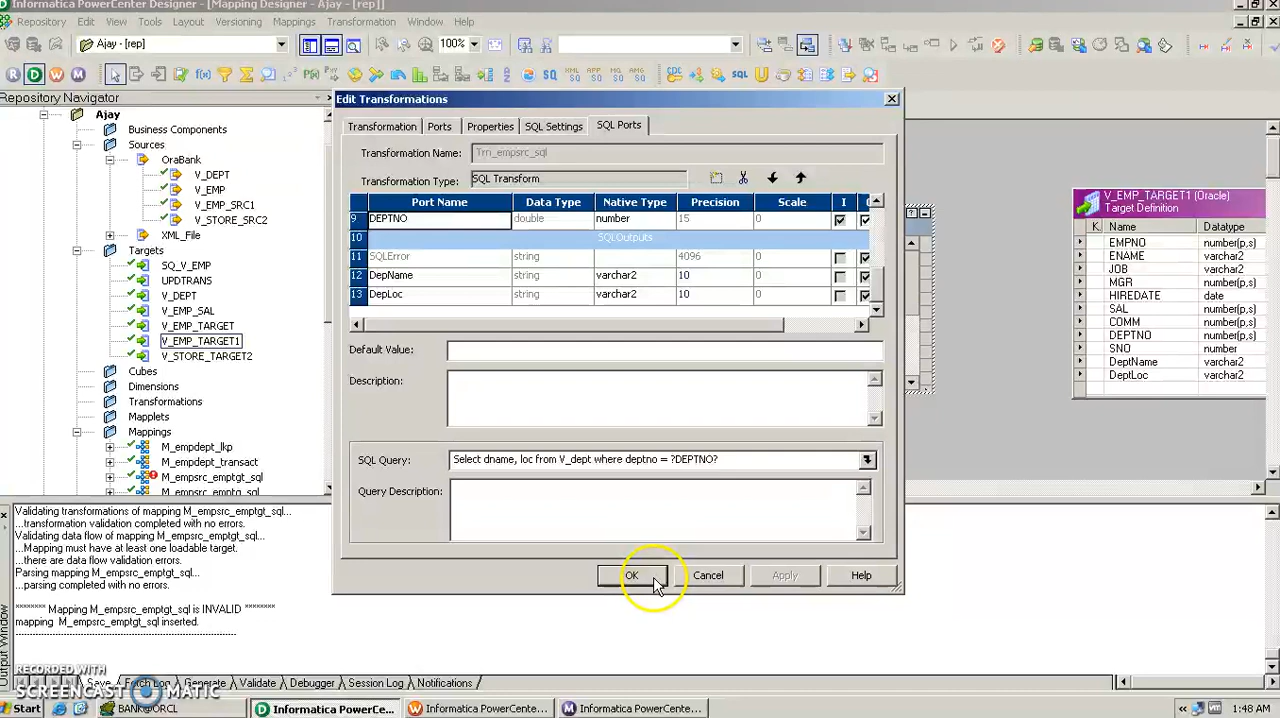 Informatica PowerCenter Designer - [Mapping Designer - Ajay - [rep]]
Repository Edit View Tools Layout Versioning Mappings Transformation Window Help
Ajay - [rep] 100%
Repository Navigator
Ajay
Business Components
Sources
OraBank
V_DEPT
V_EMP
V_EMP_SRC1
V_STORE_SRC2
XML_File
Targets
SQ_V_EMP
UPDTRANS
V_DEPT
V_EMP_SAL
V_EMP_TARGET
V_EMP_TARGET1
V_STORE_TARGET2
Cubes
Dimensions
Transformations
Mapplets
Mappings
M_empdept_lkp
M_empdept_transact
M_empsrc_emptgt_sql
Edit Transformations
Transformation Ports Properties SQL Settings SQL Ports
Transformation Name: Trn_empsrc_sql
Transformation Type: SQL Transform
Port Name Data Type Native Type Precision Scale I
9 DEPTNO double number 15 0
10 SQLOutputs
11 SQLError string 4096 0
12 DepName string varchar2 10 0
13 DepLoc string varchar2 10 0
Default Value:
Description:
SQL Query: Select dname, loc from V_dept where deptno = ?DEPTNO?
Query Description:
OK Cancel Apply Help
V_EMP_TARGET1 (Oracle)
Target Definition
K Name Datatype
EMPNO number(p,s)
ENAME varchar2
JOB varchar2
MGR number(p,s)
HIREDATE date
SAL number(p,s)
COMM number(p,s)
DEPTNO number(p,s)
SNO number
DeptName varchar2
DeptLoc varchar2
Output Window
Validating transformations of mapping M_empsrc_emptgt_sql...
...transformation validation completed with no errors.
Validating data flow of mapping M_empsrc_emptgt_sql...
...Mapping must have at least one loadable target.
...there are data flow validation errors.
Parsing mapping M_empsrc_emptgt_sql...
...parsing completed with no errors.
******** Mapping M_empsrc_emptgt_sql is INVALID ********
mapping M_empsrc_emptgt_sql inserted.
Save Fetch Log Generate Validate Debugger Session Log Notifications
RECORDED WITH
SCREENCAST MATIC
Start BANK@ORCL Informatica PowerCe... Informatica PowerCente... Informatica PowerCente... 1:48 AM